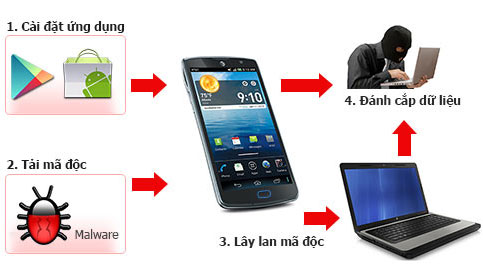 1. Cài đặt ứng dụng
2. Tải mã độc
Malware
9:10
75°F
3. Lây lan mã độc
4. Đánh cắp dữ liệu